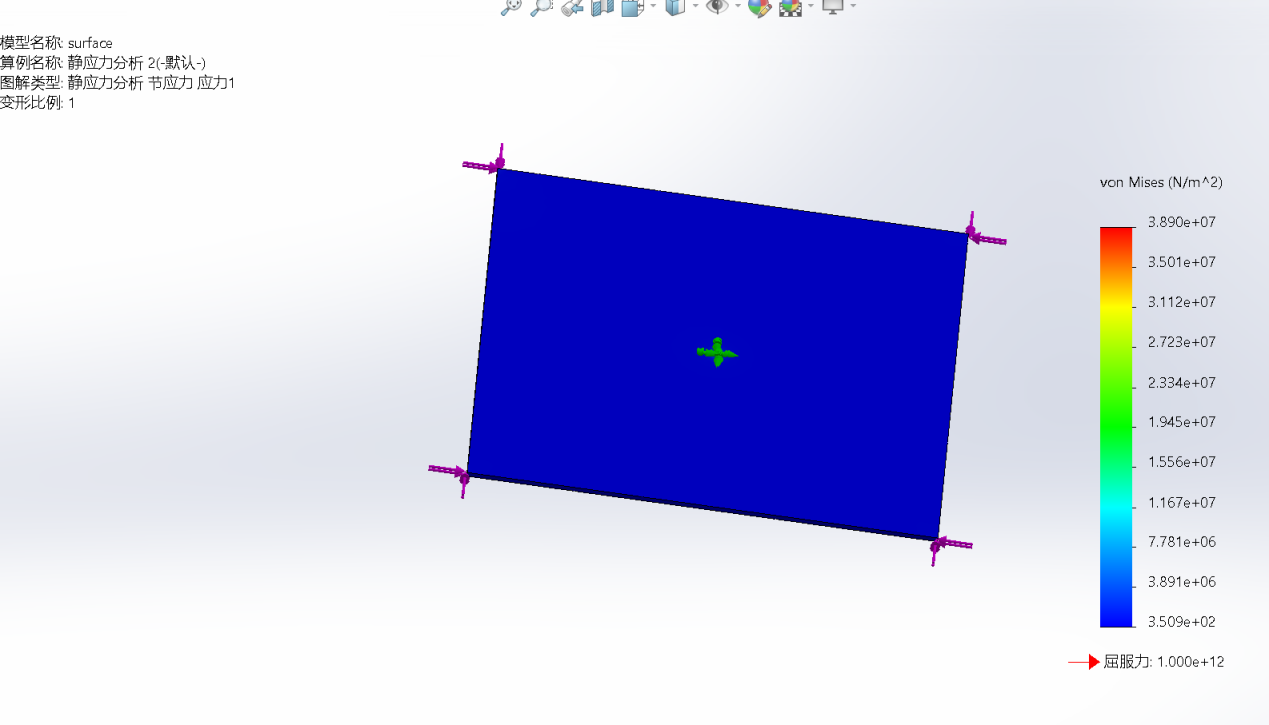 模型名称: surface
算例名称: 静应力分析 2(-默认-)
图解类型: 静应力分析 节应力 应力1
变形比例: 1
von Mises (N/m^2)
3.890e+07
3.501e+07
3.112e+07
2.723e+07
2.334e+07
1.945e+07
1.556e+07
1.167e+07
7.781e+06
3.891e+06
3.509e+02
屈服力: 1.000e+12